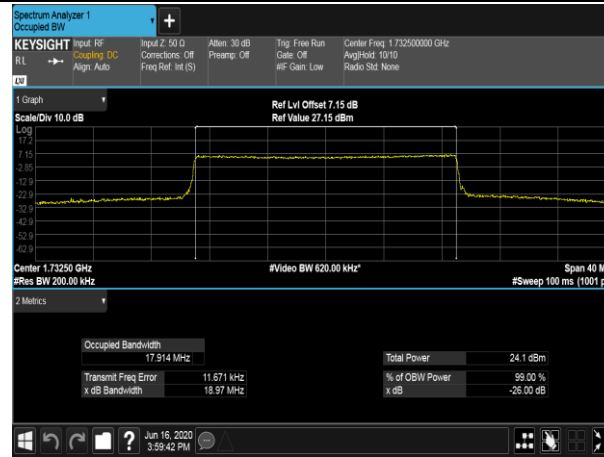 Spectrum Analyzer 1
Occupied BW
KEYSIGHT
RL
LXI
Input: RF
Coupling: DC
Align: Auto
Input Z: 50 Ω
Corrections: Off
Freq Ref: Int (S)
Atten: 30 dB
Preamp: Off
Trig: Free Run
Gate: Off
#IF Gain: Low
Center Freq: 1.732500000 GHz
Avg|Hold: 10/10
Radio Std: None
1 Graph
Scale/Div 10.0 dB
Ref Lvl Offset 7.15 dB
Ref Value 27.15 dBm
Log
17.2
7.15
-2.85
-12.9
-22.9
-32.9
-42.9
-52.9
-62.9
Center 1.73250 GHz
#Res BW 200.00 kHz
#Video BW 620.00 kHz*
Span 40 M
#Sweep 100 ms (1001 p
2 Metrics
Occupied Bandwidth
17.914 MHz
Transmit Freq Error 11.671 kHz
x dB Bandwidth 18.97 MHz
Total Power 24.1 dBm
% of OBW Power 99.00 %
x dB -26.00 dB
?
Jun 16, 2020
3:59:42 PM